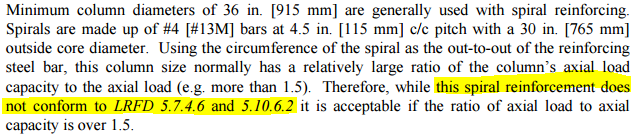 Minimum column diameters of 36 in. [915 mm] are generally used with spiral reinforcing.
Spirals are made up of #4 [#13M] bars at 4.5 in. [115 mm] c/c pitch with a 30 in. [765 mm]
outside core diameter. Using the circumference of the spiral as the out-to-out of the reinforcing
steel bar, this column size normally has a relatively large ratio of the column's axial load
capacity to the axial load (e.g. more than 1.5). Therefore, while this spiral reinforcement does
not conform to LRFD 5.7.4.6 and 5.10.6.2 it is acceptable if the ratio of axial load to axial
capacity is over 1.5.